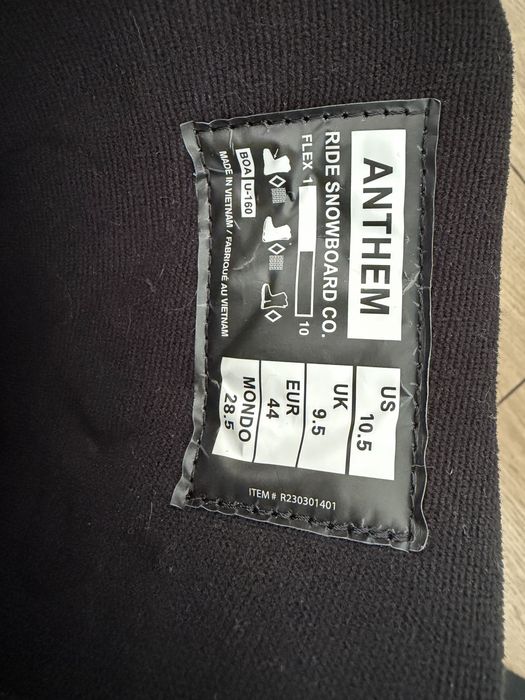 ANTHEM
RIDE SNOWBOARD CO.
FLEX 1 10
BOA U-160
MADE IN VIETNAM / FABRIQUÉ AU VIETNAM
US
10.5
UK
9.5
EUR
44
MONDO
28.5
ITEM# R230301401